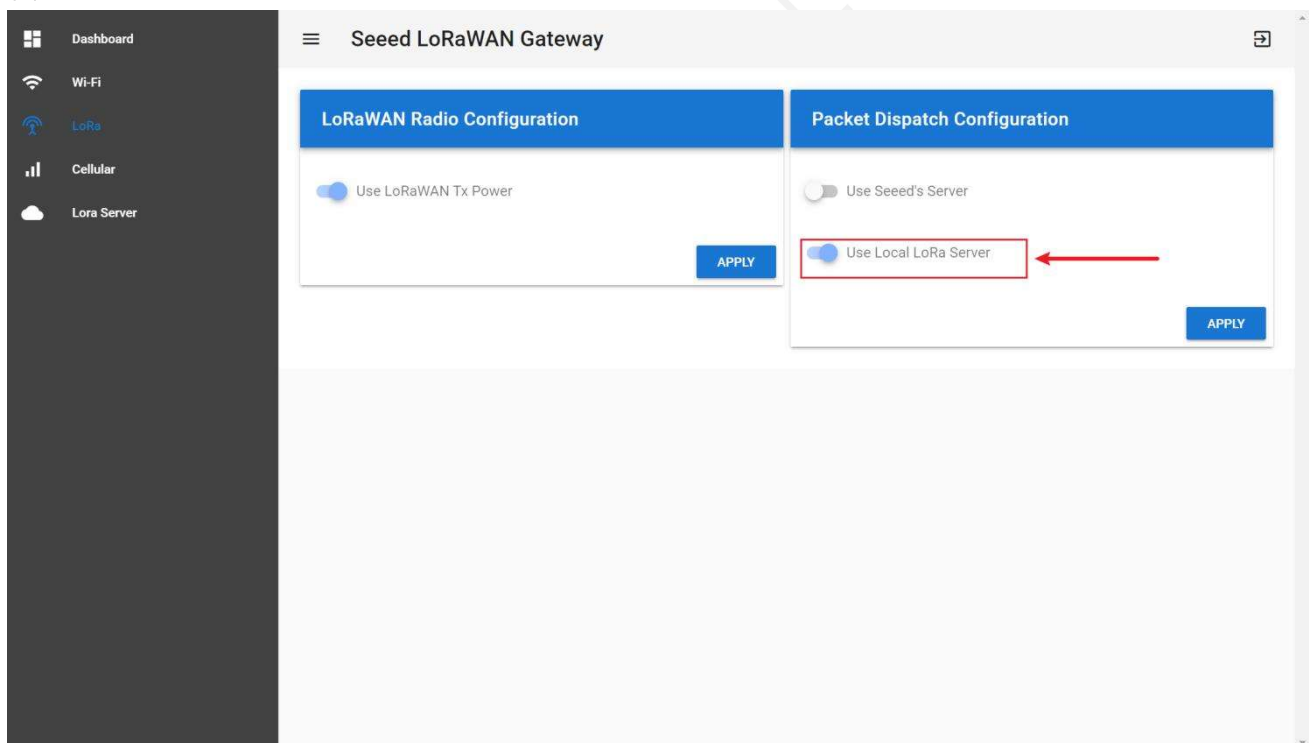 Dashboard
Wi-Fi
LoRa
Cellular
Lora Server
Seeed LoRaWAN Gateway
LoRaWAN Radio Configuration
Use LoRaWAN Tx Power
APPLY
Packet Dispatch Configuration
Use Seeed's Server
Use Local LoRa Server
APPLY